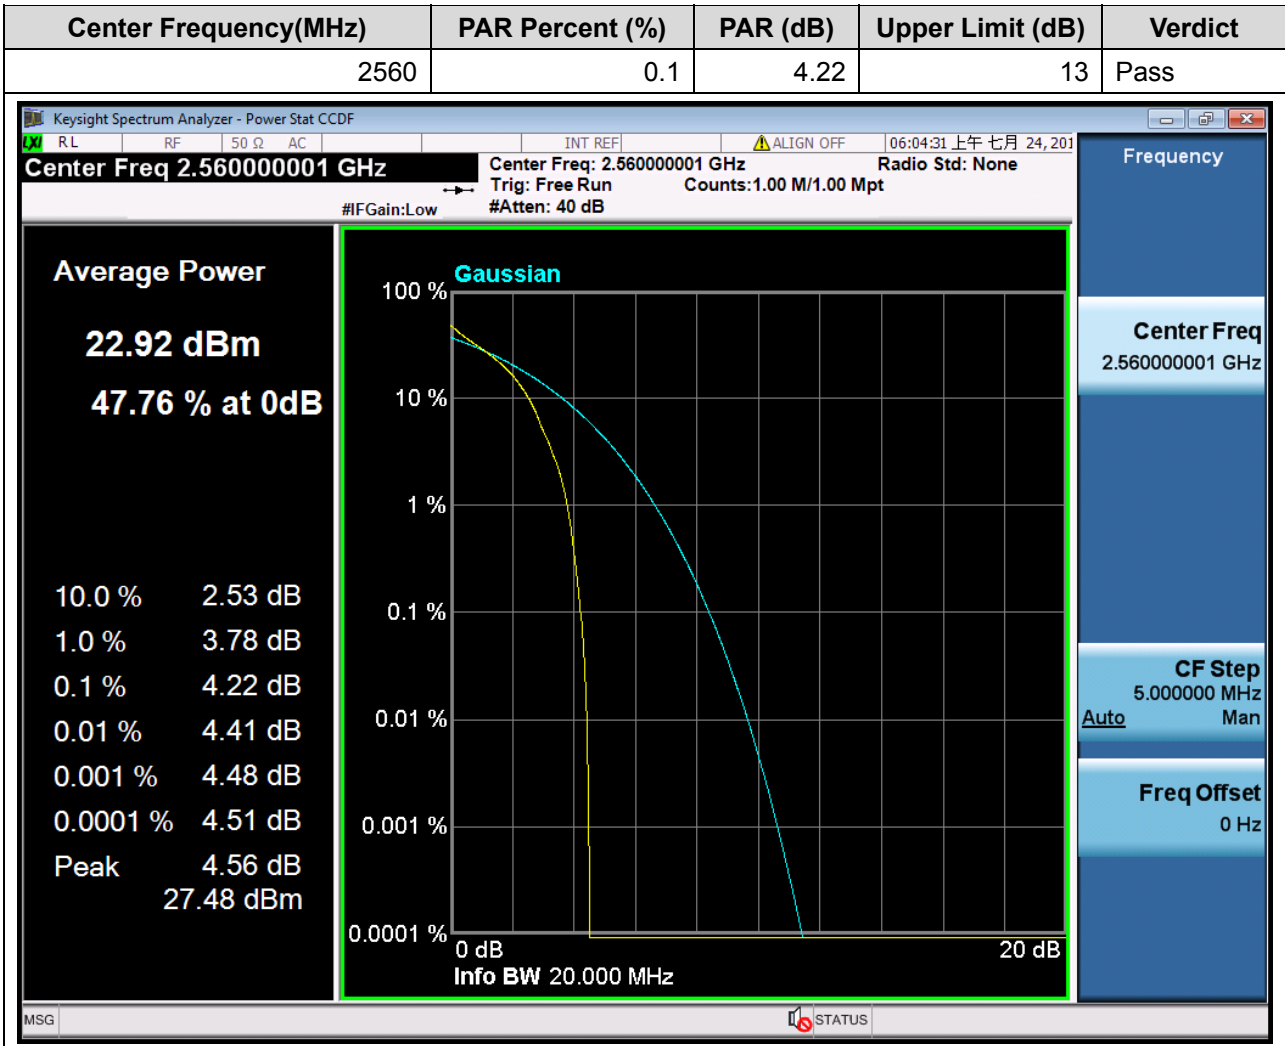 Center Frequency(MHz) PAR Percent (%) PAR (dB) Upper Limit (dB) Verdict
2560 0.1 4.22 13 Pass
Keysight Spectrum Analyzer - Power Stat CCDF
LXI RL RF 50 Ω AC INT REF ALIGN OFF 06:04:31 上午 七月 24, 201
Center Freq 2.560000001 GHz
Center Freq: 2.560000001 GHz Radio Std: None
Trig: Free Run Counts:1.00 M/1.00 Mpt
#IFGain:Low #Atten: 40 dB
Average Power
22.92 dBm
47.76 % at 0dB
10.0 % 2.53 dB
1.0 % 3.78 dB
0.1 % 4.22 dB
0.01 % 4.41 dB
0.001 % 4.48 dB
0.0001 % 4.51 dB
Peak 4.56 dB
27.48 dBm
Gaussian
100 %
10 %
1 %
0.1 %
0.01 %
0.001 %
0.0001 %
0 dB 20 dB
Info BW 20.000 MHz
Frequency
Center Freq
2.560000001 GHz
CF Step
5.000000 MHz
Auto Man
Freq Offset
0 Hz
MSG STATUS